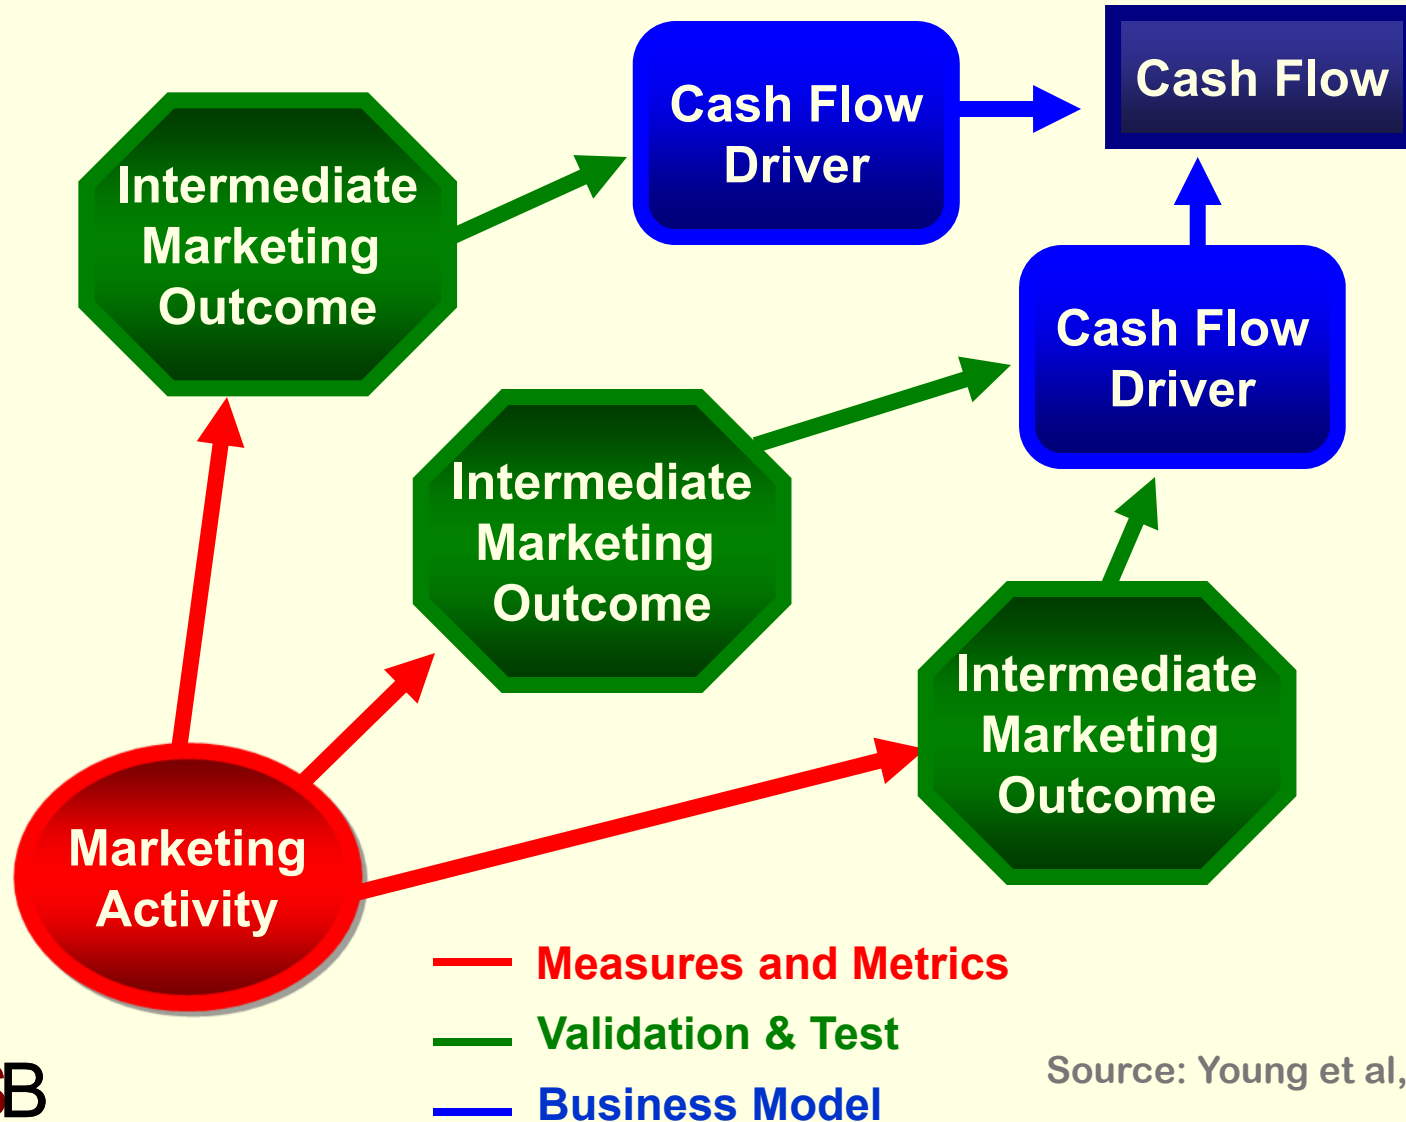 Cash Flow
Cash Flow
Driver
Intermediate
Marketing
Outcome
Cash Flow
Driver
Intermediate
Marketing
Outcome
Intermediate
Marketing
Outcome
Marketing
Activity
Measures and Metrics
Validation & Test
Business Model
Source: Young et al,
B